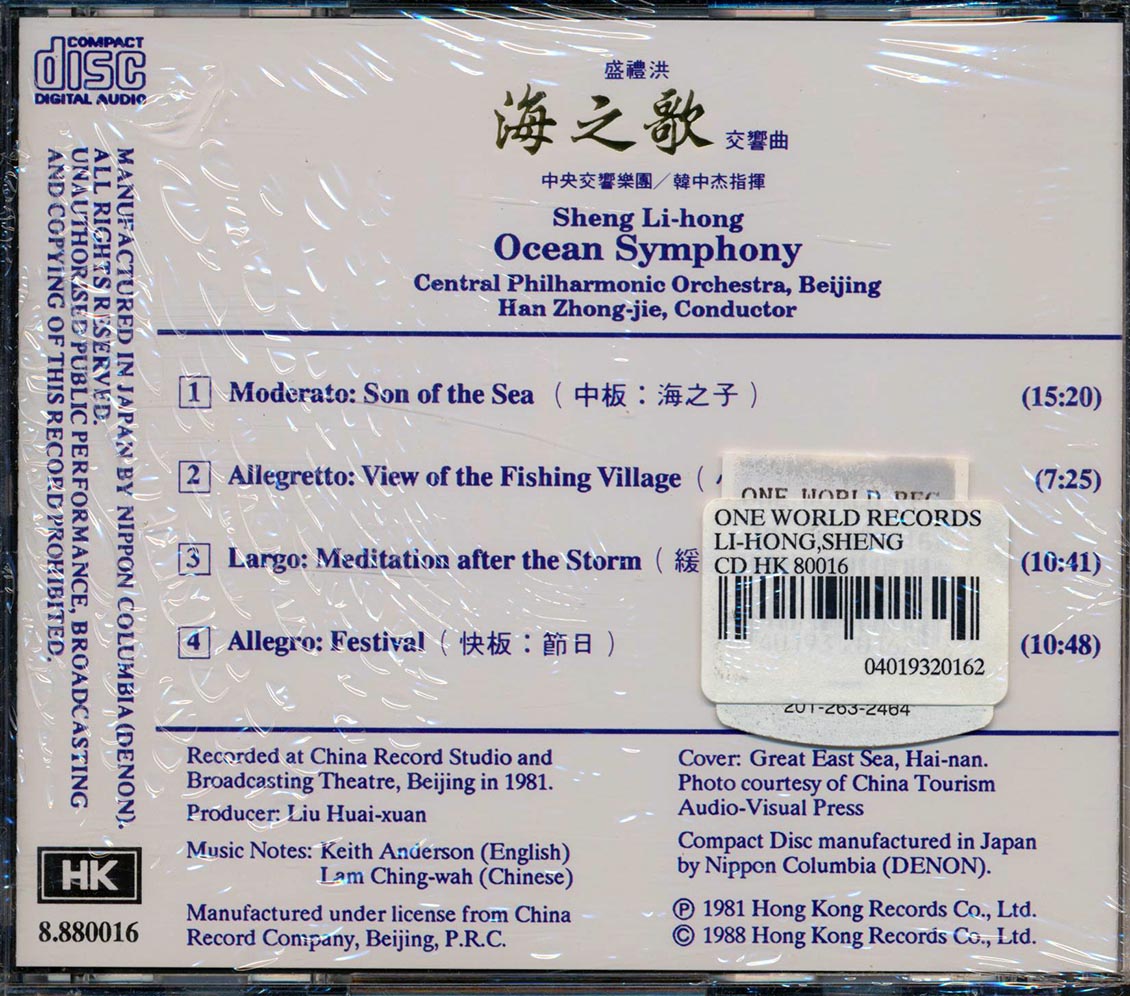 COMPACT
disc
DIGITAL AUDIO
盛禮洪
海之歌 交響曲
中央交響樂團／韓中杰指揮
Sheng Li-hong
Ocean Symphony
Central Philharmonic Orchestra, Beijing
Han Zhong-jie, Conductor
1 Moderato: Son of the Sea （中板：海之子） (15:20)
2 Allegretto: View of the Fishing Village （ (7:25)
3 Largo: Meditation after the Storm （緩 (10:41)
4 Allegro: Festival （快板：節日） (10:48)
ONE WORLD REC
ONE WORLD RECORDS
LI-HONG,SHENG
CD HK 80016
04019320162
201-263-2464
Recorded at China Record Studio and
Broadcasting Theatre, Beijing in 1981.
Producer: Liu Huai-xuan
Music Notes: Keith Anderson (English)
Lam Ching-wah (Chinese)
Manufactured under license from China
Record Company, Beijing, P.R.C.
Cover: Great East Sea, Hai-nan.
Photo courtesy of China Tourism
Audio-Visual Press
Compact Disc manufactured in Japan
by Nippon Columbia (DENON).
Ⓟ 1981 Hong Kong Records Co., Ltd.
© 1988 Hong Kong Records Co., Ltd.
MANUFACTURED IN JAPAN BY NIPPON COLUMBIA (DENON).
ALL RIGHTS RESERVED.
UNAUTHORISED PUBLIC PERFORMANCE, BROADCASTING
AND COPYING OF THIS RECORD PROHIBITED.
HK
8.880016